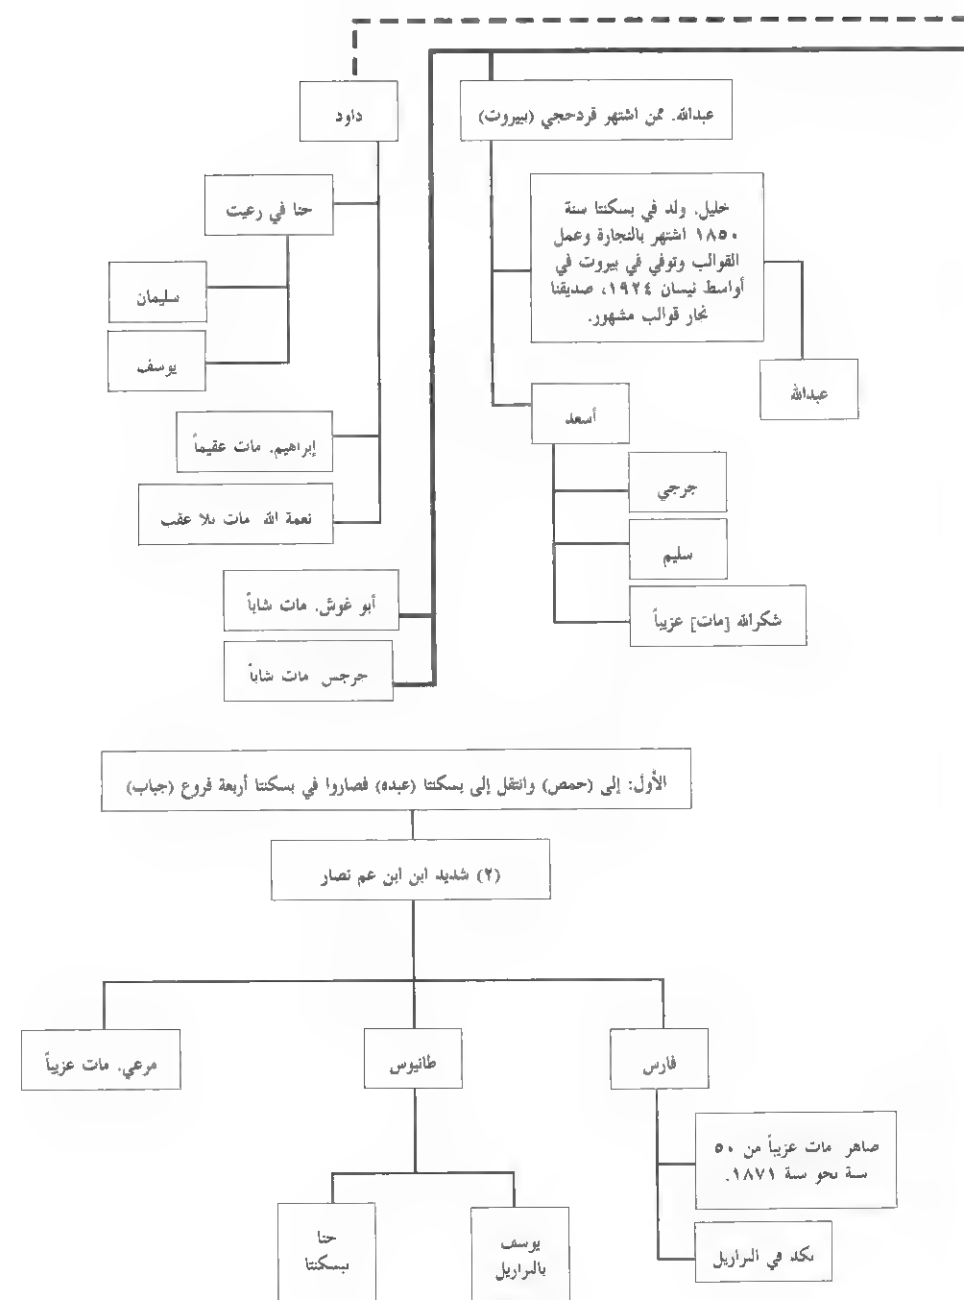 عبدالله. ممن اشتهر قردحجي (بيروت)
داود
خليل. ولد في بسكنتا سنة
١٨٥٠ اشتهر بالنجارة وعمل
القوالب وتوفي في بيروت في
أواسط نيسان ١٩٢٤، صديقنا
نجار قوالب مشهور.
حنا في رعيت
سليمان
يوسف
عبدالله
أسعد
إبراهيم. مات عقيماً
جرجي
نعمة الله مات بلا عقب
سليم
أبو غوش. مات شاباً
شكرالله [مات] عزيباً
جرجس مات شاباً
الأول: إلى (حمص) وانتقل إلى بسكنتا (عبده) فصاروا في بسكنتا أربعة فروع (جباب)
(٢) شديد ابن ابن عم نصار
فارس
طانيوس
مرعي. مات عزيباً
صاهر مات عزيباً من ٥٠
سنة نحو سنة ١٨٧١.
نكد في البرازيل
يوسف
بالبرازيل
حنا
ببسكنتا